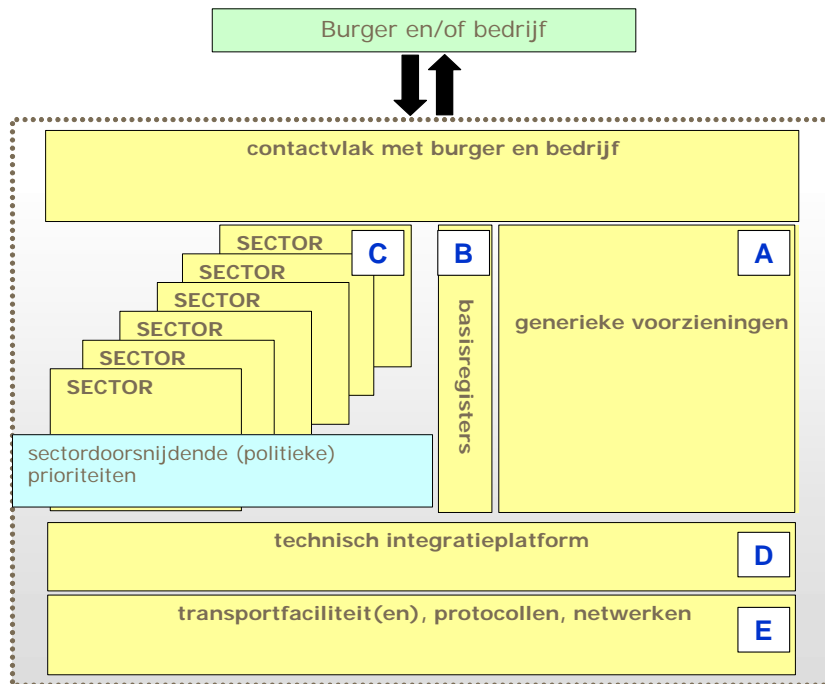 Burger en/of bedrijf
contactvlak met burger en bedrijf
SECTOR
C
SECTOR
SECTOR
SECTOR
SECTOR
SECTOR
sectordoorsnijdende (politieke)
prioriteiten
B
basisregisters
A
generieke voorzieningen
technisch integratieplatform
D
transportfaciliteit(en), protocollen, netwerken
E